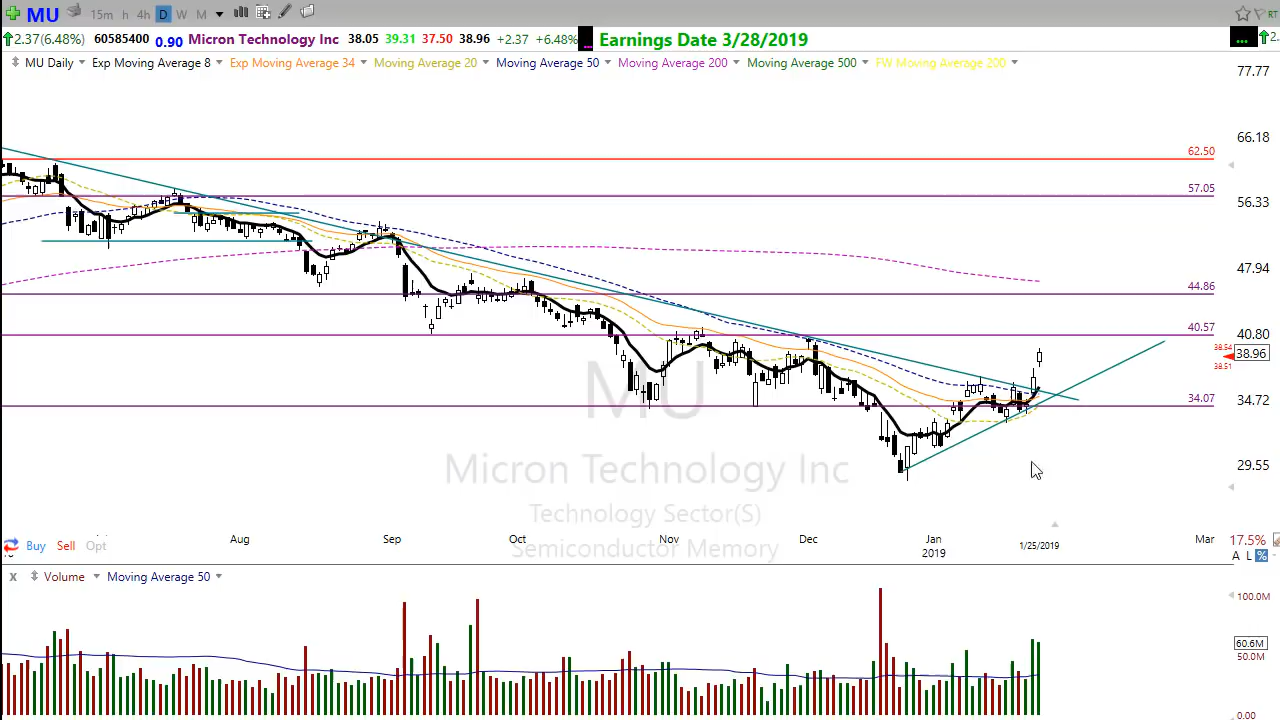 MU 15m h 4h D W M RT
2.37(6.48%) 60585400 0.90 Micron Technology Inc 38.05 39.31 37.50 38.96 +2.37 +6.48% ... Earnings Date 3/28/2019 ... 2.
MU Daily Exp Moving Average 8 Exp Moving Average 34 Moving Average 20 Moving Average 50 Moving Average 200 Moving Average 500 FW Moving Average 200
77.77
66.18
62.50
57.05
56.33
47.94
44.86
40.57
40.80
38.54
38.96
38.51
34.07
34.72
29.55
MU
Micron Technology Inc
Technology Sector(S)
Semiconductor Memory
Buy Sell Opt
Aug Sep Oct Nov Dec Jan 1/25/2019 Mar
2019
17.5%
A L %
X Volume Moving Average 50
100.0M
60.6M
50.0M
0.00